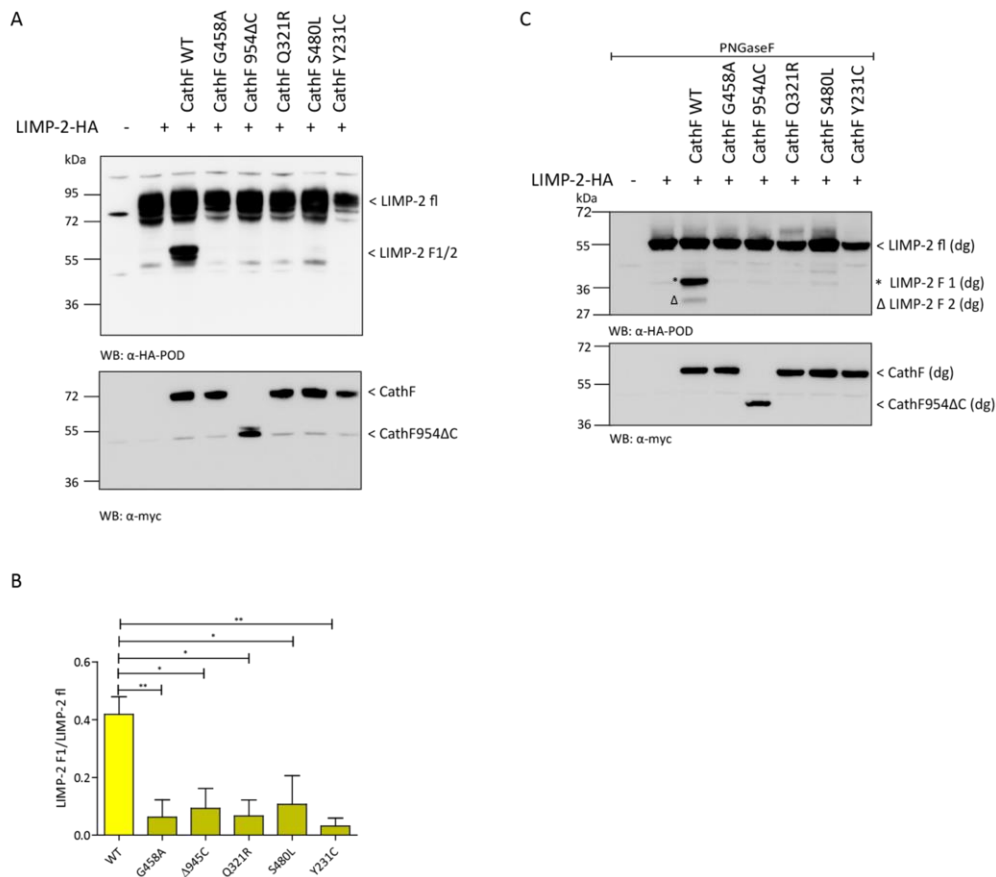 A
CathF WT
CathF G458A
CathF 954ΔC
CathF Q321R
CathF S480L
CathF Y231C
LIMP-2-HA - + + + + + + +
kDa
95
72
55
36
< LIMP-2 fl
< LIMP-2 F1/2
WB: α-HA-POD
72
55
36
< CathF
< CathF954ΔC
WB: α-myc
C
PNGaseF
CathF WT
CathF G458A
CathF 954ΔC
CathF Q321R
CathF S480L
CathF Y231C
LIMP-2-HA - + + + + + + +
kDa
72
55
36
27
*
Δ
< LIMP-2 fl (dg)
* LIMP-2 F 1 (dg)
Δ LIMP-2 F 2 (dg)
WB: α-HA-POD
72
55
36
< CathF (dg)
< CathF954ΔC (dg)
WB: α-myc
B
**
*
*
*
**
LIMP-2 F1/LIMP-2 fl
0.6
0.4
0.2
0.0
WT
G458A
Δ945C
Q321R
S480L
Y231C